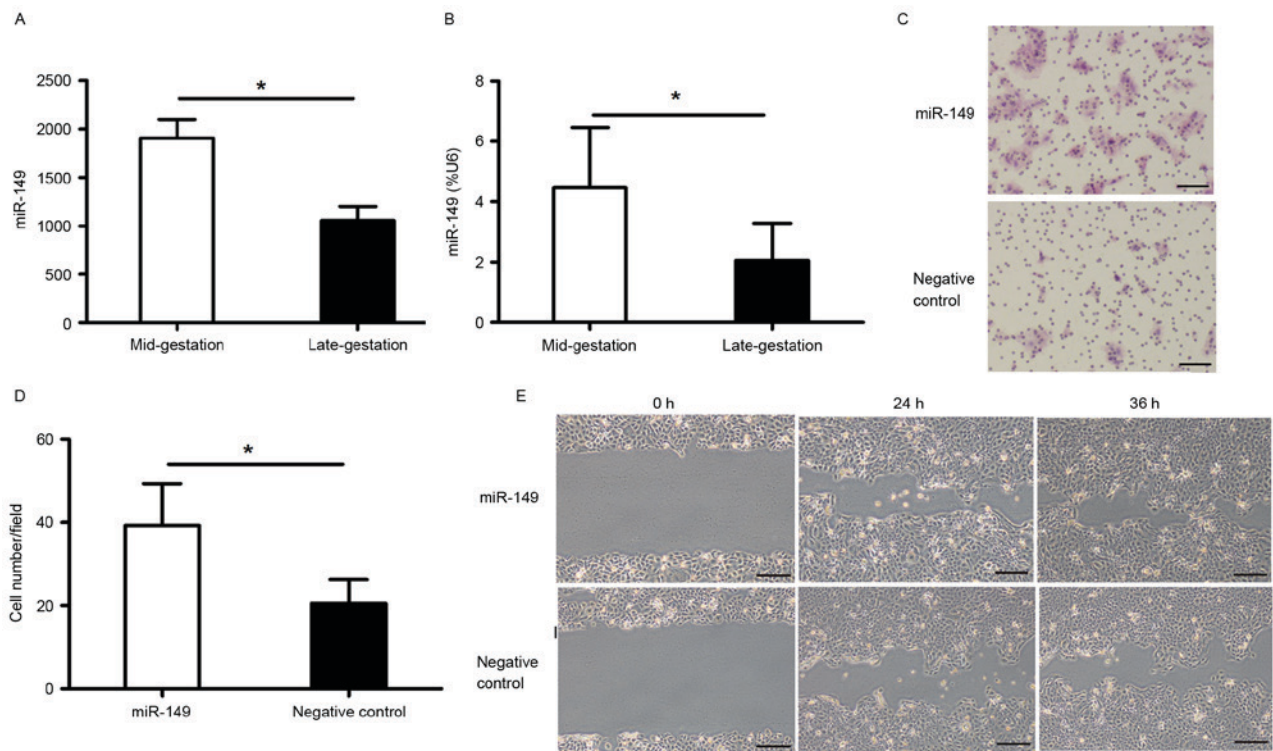 A
miR-149
2500
2000
1500
1000
500
0
*
Mid-gestation
Late-gestation
B
miR-149 (%U6)
8
6
4
2
0
*
Mid-gestation
Late-gestation
C
miR-149
Negative
control
D
Cell number/field
60
40
20
0
*
miR-149
Negative control
E
0 h
24 h
36 h
miR-149
Negative
control